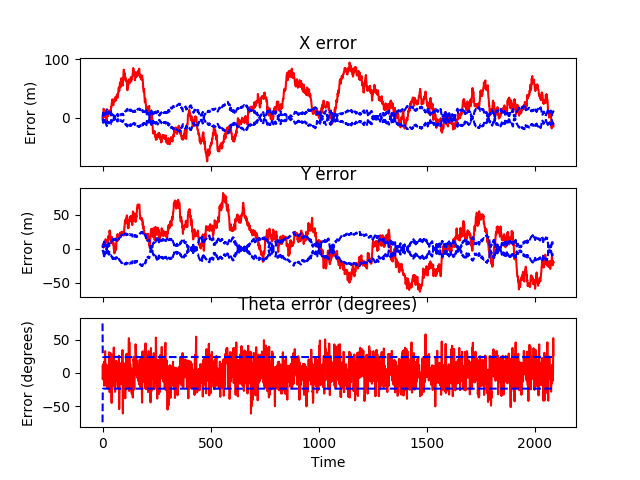 X error
100
0
Error (m)
Y error
50
0
−50
Error (m)
Theta error (degrees)
50
0
−50
Error (degrees)
0 500 1000 1500 2000
Time